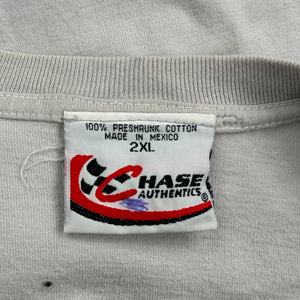 100% PRESHRUNK COTTON
MADE IN MEXICO
2XL
CHASE
AUTHENTICS®